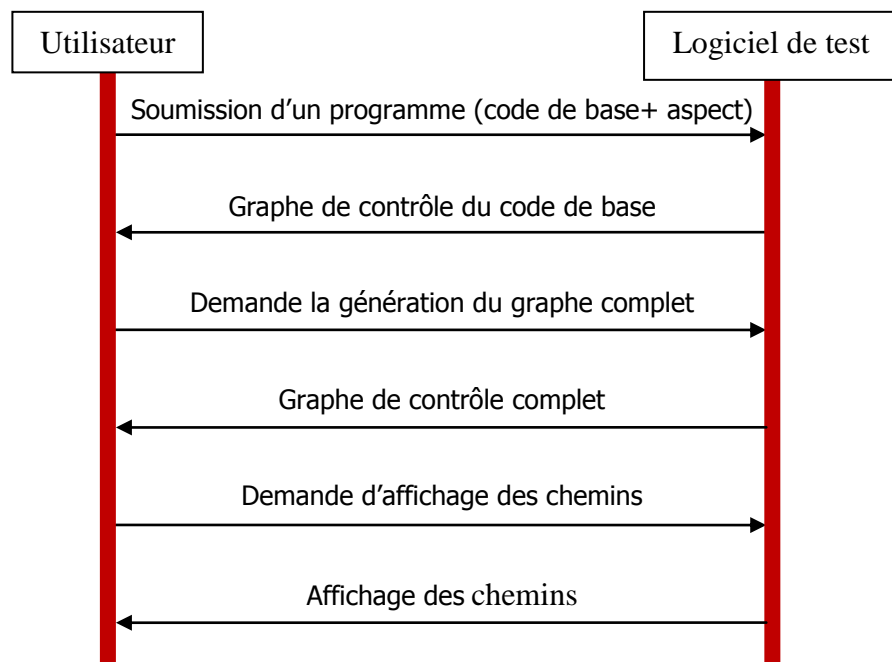 Utilisateur
Logiciel de test
Soumission d’un programme (code de base+ aspect)
Graphe de contrôle du code de base
Demande la génération du graphe complet
Graphe de contrôle complet
Demande d’affichage des chemins
Affichage des chemins